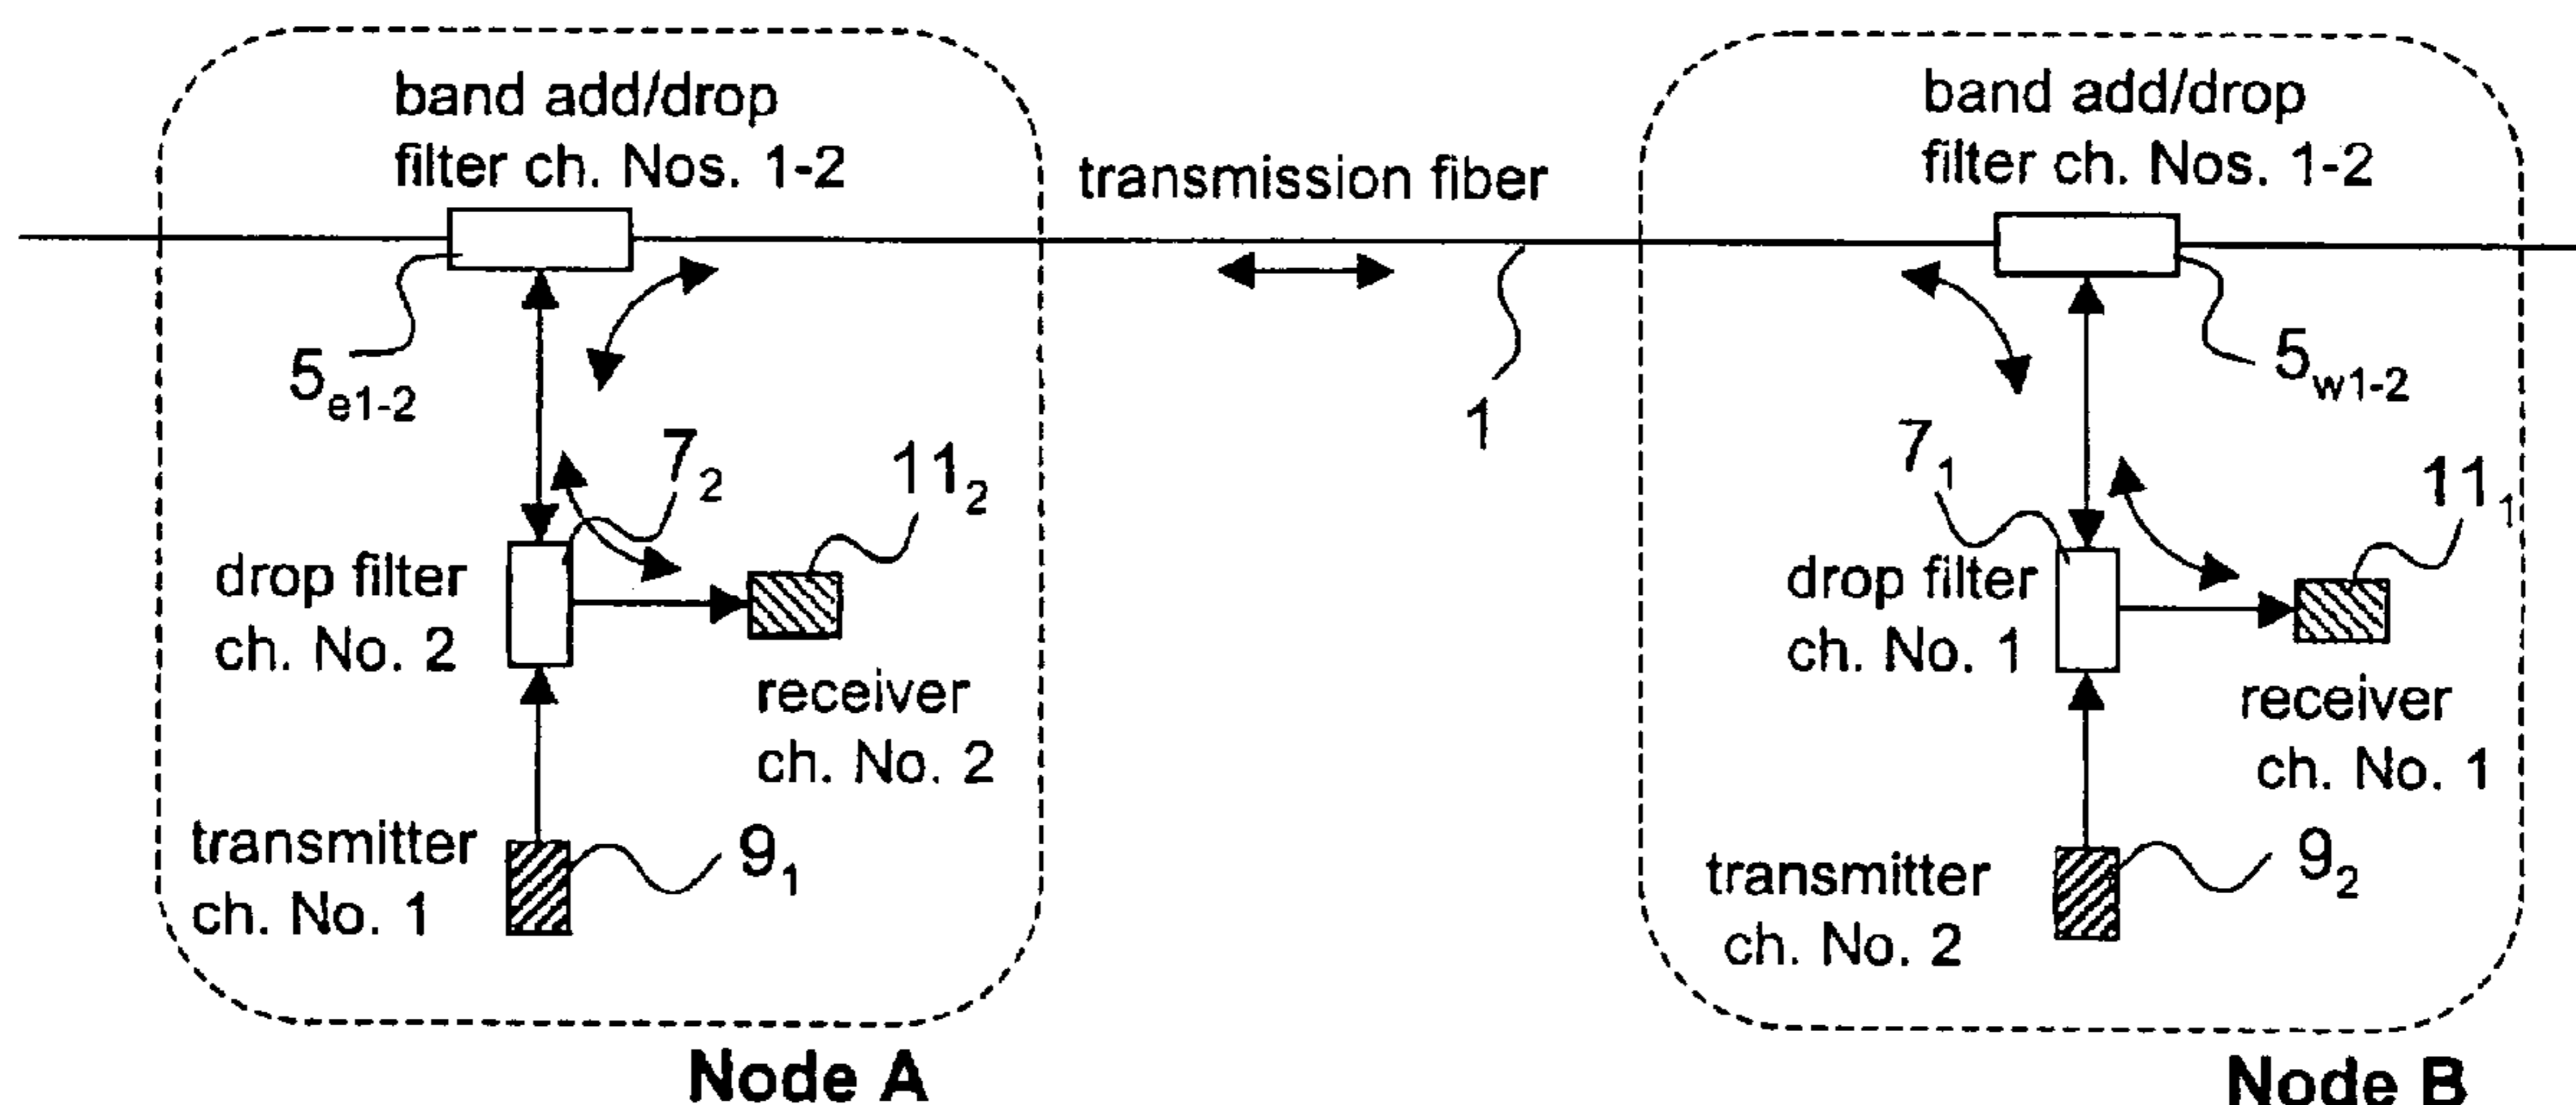 band add/drop
filter ch. Nos. 1-2
transmission fiber
band add/drop
filter ch. Nos. 1-2
5e1-2
1
5w1-2
72
112
71
111
drop filter
ch. No. 2
drop filter
ch. No. 1
receiver
ch. No. 2
receiver
ch. No. 1
transmitter
ch. No. 1
91
transmitter
ch. No. 2
92
Node A
Node B